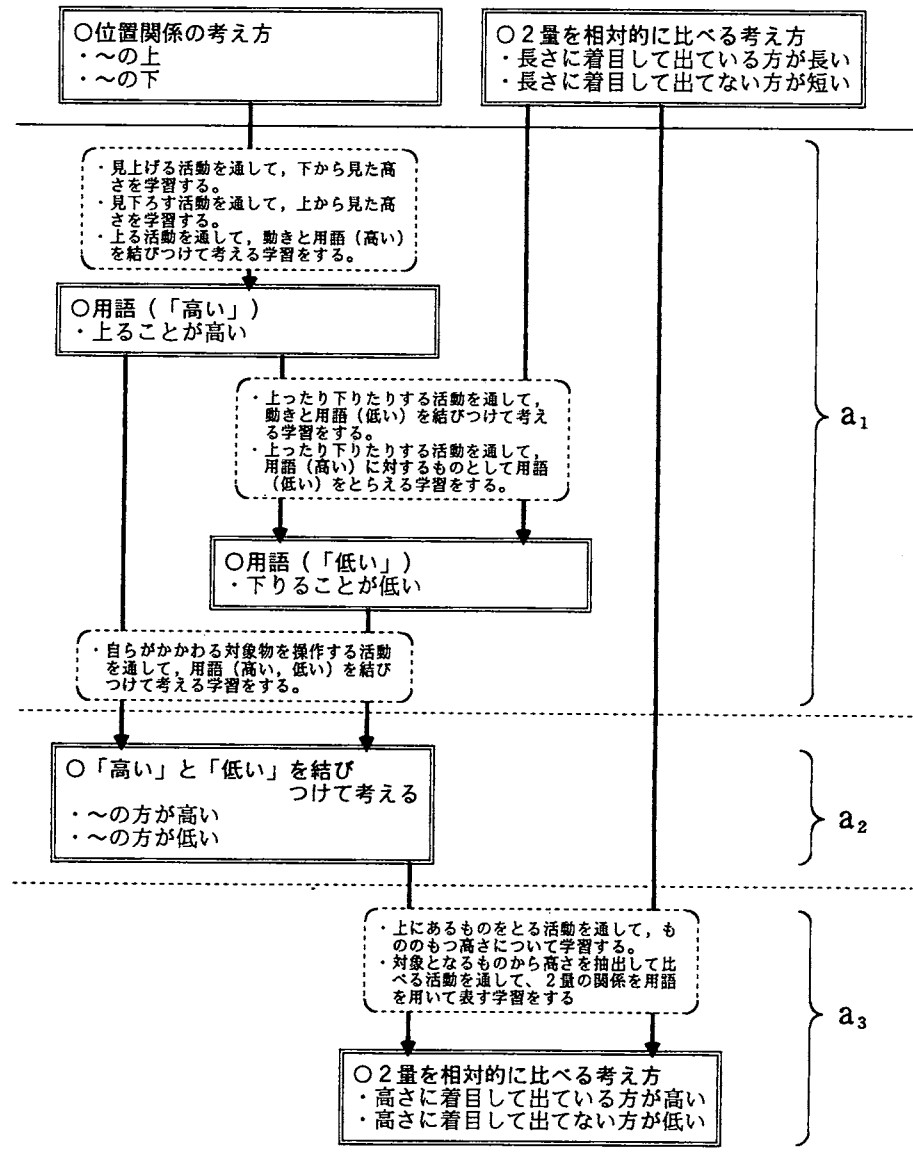 ○位置関係の考え方
・～の上
・～の下
○２量を相対的に比べる考え方
・長さに着目して出ている方が長い
・長さに着目して出てない方が短い
・見上げる活動を通して，下から見た高
さを学習する。
・見下ろす活動を通して，上から見た高
さを学習する。
・上る活動を通して，動きと用語（高い）
を結びつけて考える学習をする。
○用語（「高い」）
・上ることが高い
・上ったり下りたりする活動を通して，
動きと用語（低い）を結びつけて考え
る学習をする。
・上ったり下りたりする活動を通して，
用語（高い）に対するものとして用語
（低い）をとらえる学習をする。
a₁
○用語（「低い」）
・下りることが低い
・自らがかかわる対象物を操作する活動
を通して，用語（高い，低い）を結び
つけて考える学習をする。
○「高い」と「低い」を結び
つけて考える
・～の方が高い
・～の方が低い
a₂
・上にあるものをとる活動を通して，も
ののもつ高さについて学習する。
・対象となるものから高さを抽出して比
べる活動を通して、２量の関係を用語
を用いて表す学習をする
a₃
○２量を相対的に比べる考え方
・高さに着目して出ている方が高い
・高さに着目して出てない方が低い